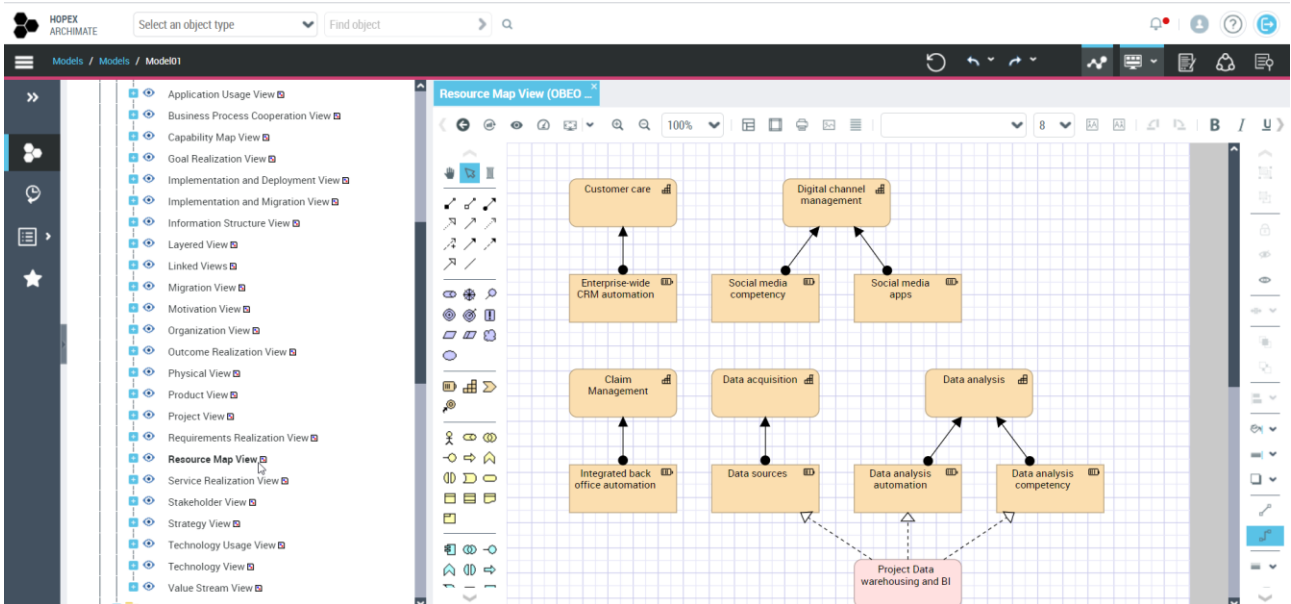 HOPEX
ARCHIMATE
Select an object type
Find object
Models / Models / Model01
Application Usage View
Business Process Cooperation View
Capability Map View
Goal Realization View
Implementation and Deployment View
Implementation and Migration View
Information Structure View
Layered View
Linked Views
Migration View
Motivation View
Organization View
Outcome Realization View
Physical View
Product View
Project View
Requirements Realization View
Resource Map View
Service Realization View
Stakeholder View
Strategy View
Technology Usage View
Technology View
Value Stream View
Resource Map View (OBEO ...
100%
8
B
I
U
Customer care
Digital channel
management
Enterprise-wide
CRM automation
Social media
competency
Social media
apps
Claim
Management
Data acquisition
Data analysis
Integrated back
office automation
Data sources
Data analysis
automation
Data analysis
competency
Project Data
warehousing and BI